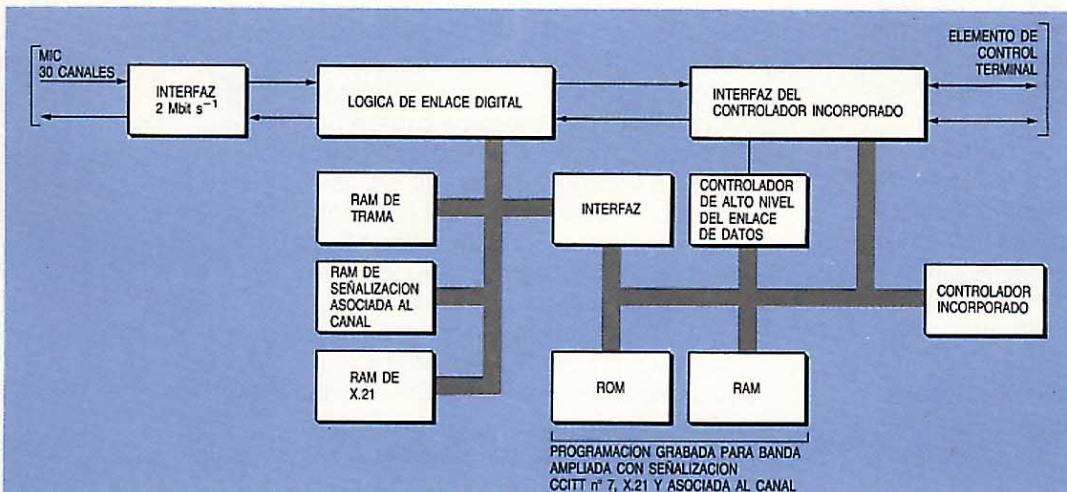 MIC
30 CANALES
INTERFAZ
2 Mbit s⁻¹
LOGICA DE ENLACE DIGITAL
INTERFAZ DEL
CONTROLADOR INCORPORADO
ELEMENTO DE
CONTROL
TERMINAL
RAM DE
TRAMA
INTERFAZ
CONTROLADOR
DE ALTO NIVEL
DEL ENLACE
DE DATOS
RAM DE
SEÑALIZACION
ASOCIADA AL
CANAL
CONTROLADOR
INCORPORADO
RAM DE
X.21
ROM
RAM
PROGRAMACION GRABADA PARA BANDA
AMPLIADA CON SEÑALIZACION
CCITT nº 7, X.21 Y ASOCIADA AL CANAL